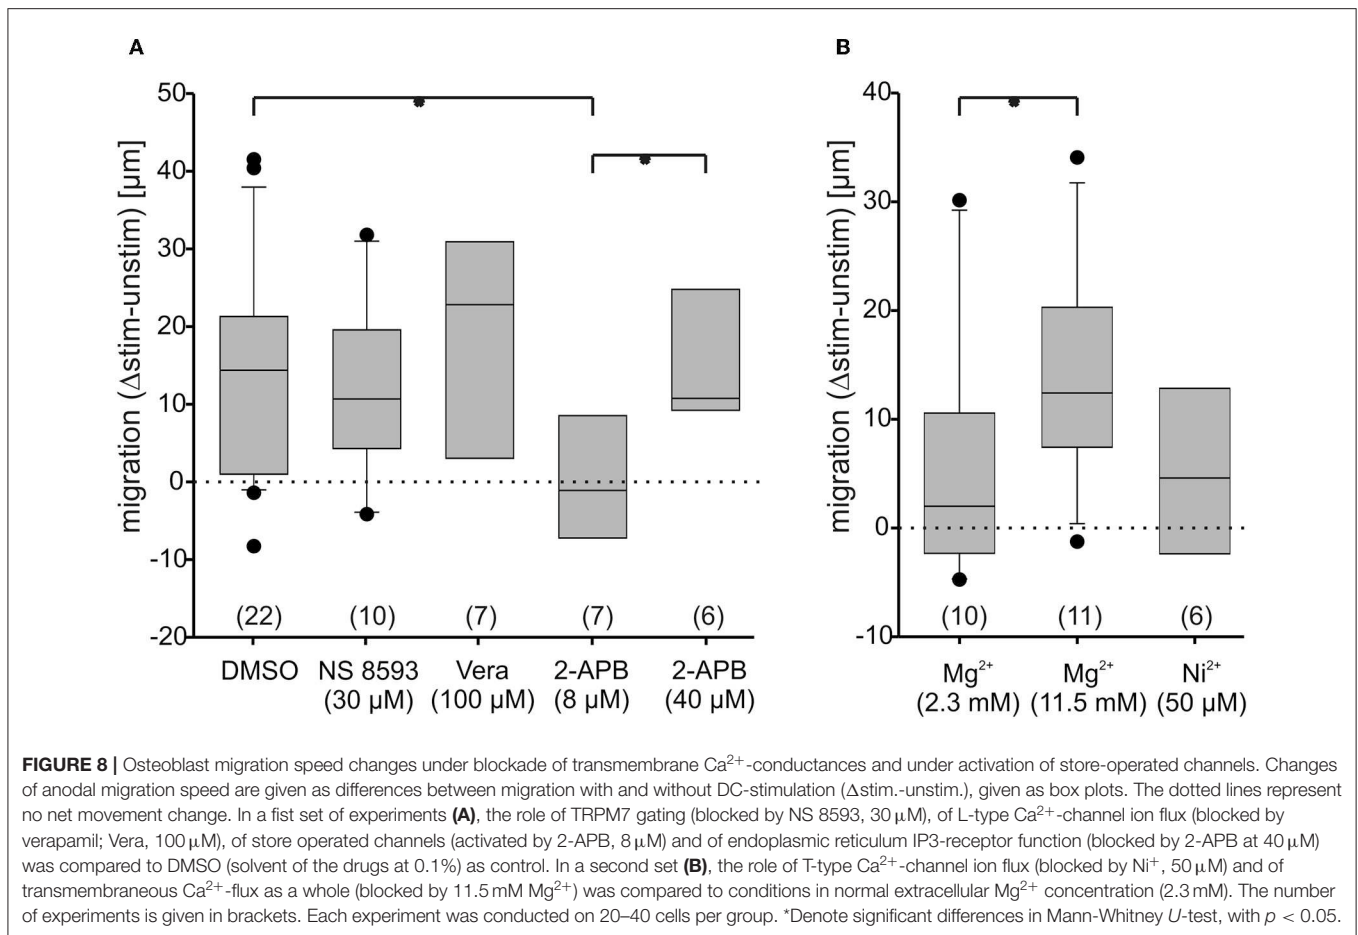 A
B
50
40
30
20
10
0
-10
-20
migration (Δstim-unstim) [µm]
*
*
(22) (10) (7) (7) (6)
DMSO NS 8593 Vera 2-APB 2-APB
(30 µM) (100 µM) (8 µM) (40 µM)
40
30
20
10
0
-10
migration (Δstim-unstim) [µm]
*
(10) (11) (6)
Mg²⁺ Mg²⁺ Ni²⁺
(2.3 mM) (11.5 mM) (50 µM)
FIGURE 8 | Osteoblast migration speed changes under blockade of transmembrane Ca²⁺-conductances and under activation of store-operated channels. Changes
of anodal migration speed are given as differences between migration with and without DC-stimulation (Δstim.-unstim.), given as box plots. The dotted lines represent
no net movement change. In a fist set of experiments (A), the role of TRPM7 gating (blocked by NS 8593, 30 µM), of L-type Ca²⁺-channel ion flux (blocked by
verapamil; Vera, 100 µM), of store operated channels (activated by 2-APB, 8 µM) and of endoplasmic reticulum IP3-receptor function (blocked by 2-APB at 40 µM)
was compared to DMSO (solvent of the drugs at 0.1%) as control. In a second set (B), the role of T-type Ca²⁺-channel ion flux (blocked by Ni⁺, 50 µM) and of
transmembraneous Ca²⁺-flux as a whole (blocked by 11.5 mM Mg²⁺) was compared to conditions in normal extracellular Mg²⁺ concentration (2.3 mM). The number
of experiments is given in brackets. Each experiment was conducted on 20–40 cells per group. *Denote significant differences in Mann-Whitney U-test, with p < 0.05.